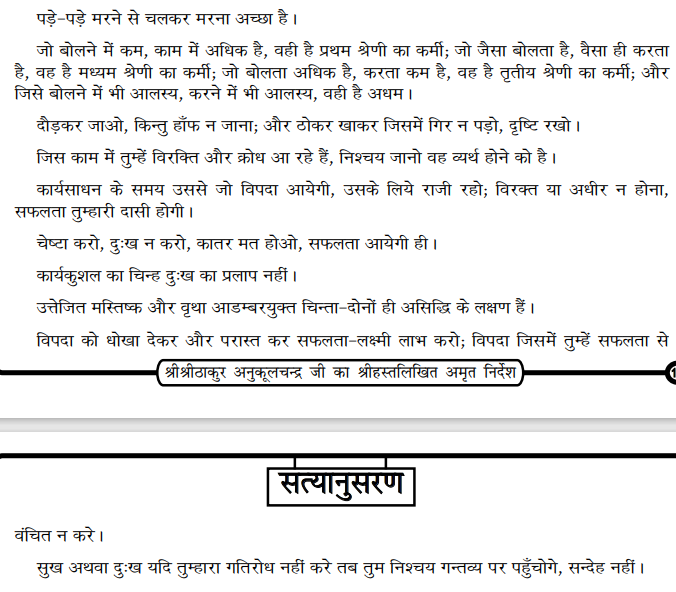 पड़े-पड़े मरने से चलकर मरना अच्छा है।
जो बोलने में कम, काम में अधिक है, वही है प्रथम श्रेणी का कर्मी; जो जैसा बोलता है, वैसा ही करता
है, वह है मध्यम श्रेणी का कर्मी; जो बोलता अधिक है, करता कम है, वह है तृतीय श्रेणी का कर्मी; और
जिसे बोलने में भी आलस्य, करने में भी आलस्य, वही है अधम।
दौड़कर जाओ, किन्तु हाँफ न जाना; और ठोकर खाकर जिसमें गिर न पड़ो, दृष्टि रखो।
जिस काम में तुम्हें विरक्ति और क्रोध आ रहे हैं, निश्चय जानो वह व्यर्थ होने को है।
कार्यसाधन के समय उससे जो विपदा आयेगी, उसके लिये राजी रहो; विरक्त या अधीर न होना,
सफलता तुम्हारी दासी होगी।
चेष्टा करो, दुःख न करो, कातर मत होओ, सफलता आयेगी ही।
कार्यकुशल का चिन्ह दुःख का प्रलाप नहीं।
उत्तेजित मस्तिष्क और वृथा आडम्बरयुक्त चिन्ता-दोनों ही असिद्धि के लक्षण हैं।
विपदा को धोखा देकर और परास्त कर सफलता-लक्ष्मी लाभ करो; विपदा जिसमें तुम्हें सफलता से
श्रीश्रीठाकुर अनुकूलचन्द्र जी का श्रीहस्तलिखित अमृत निर्देश
सत्यानुसरण
वंचित न करे।
सुख अथवा दुःख यदि तुम्हारा गतिरोध नहीं करे तब तुम निश्चय गन्तव्य पर पहुँचोगे, सन्देह नहीं।